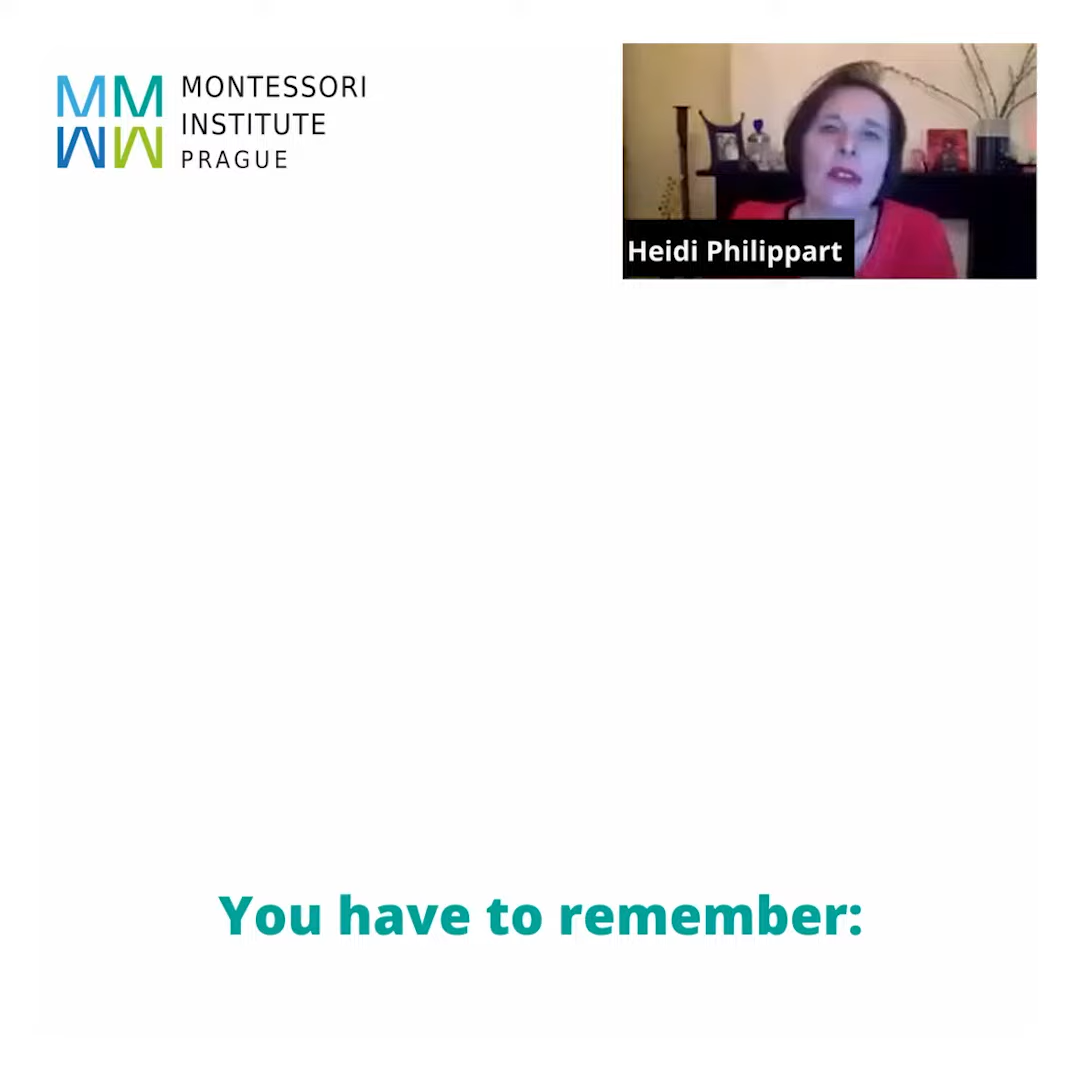 MONTESSORI
INSTITUTE
PRAGUE
Heidi Philippart
You have to remember: